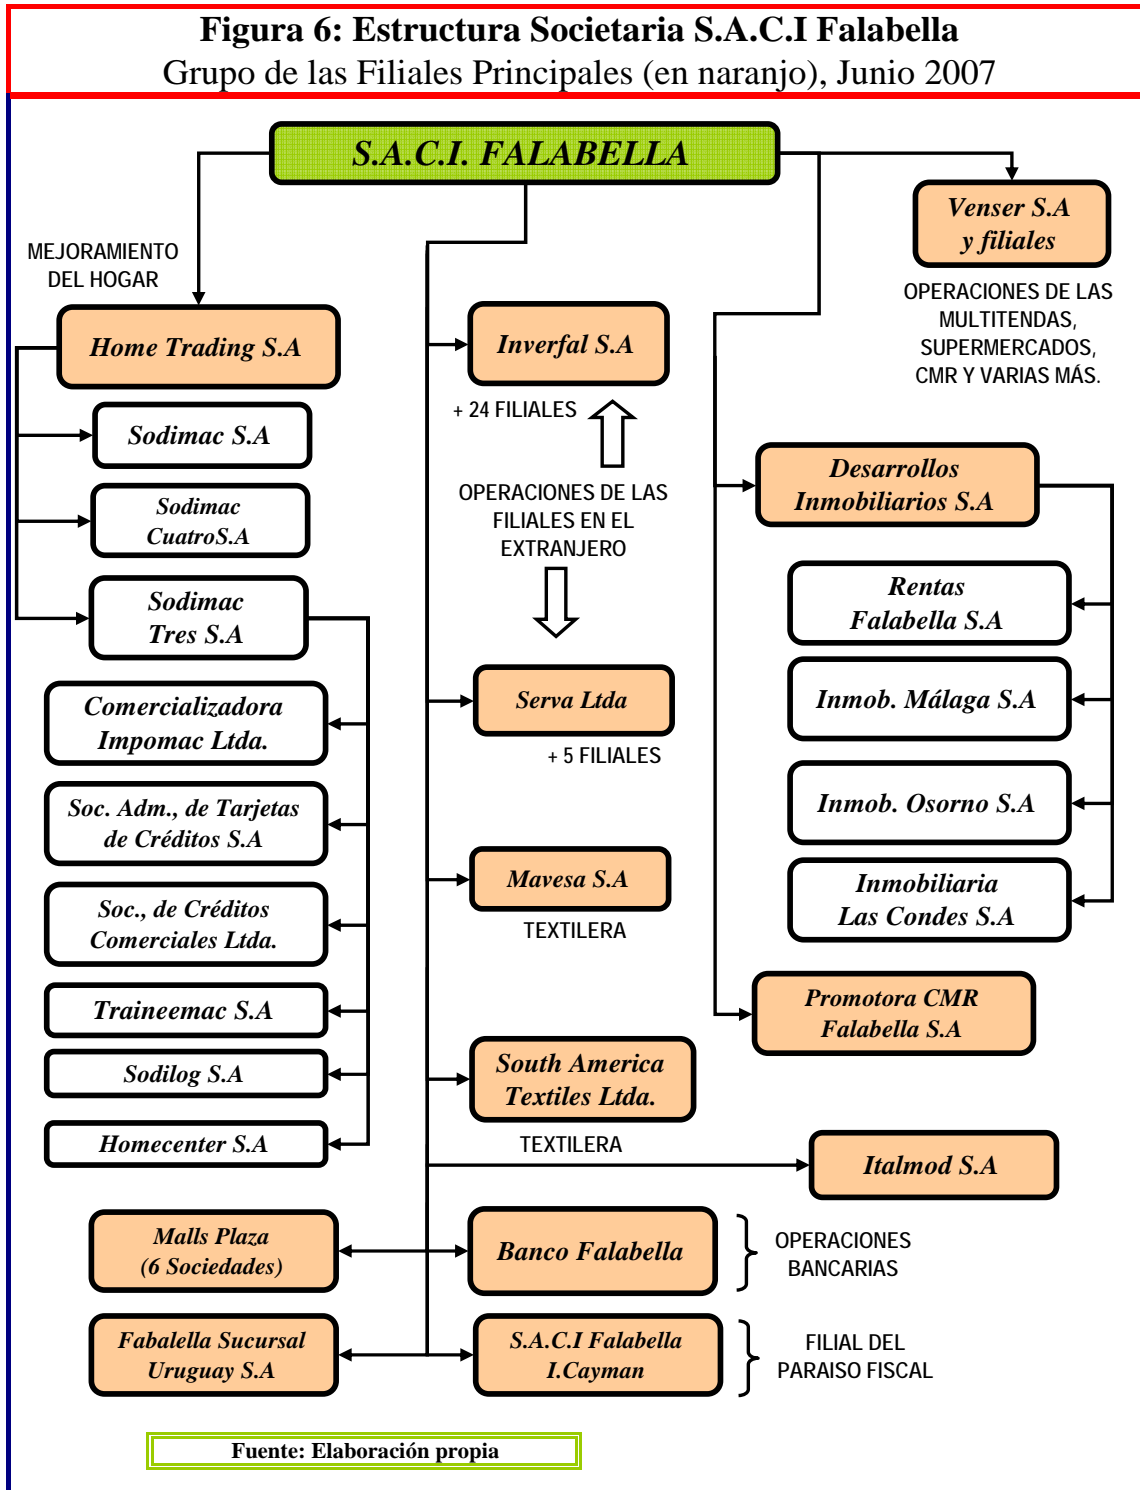 Figura 6: Estructura Societaria S.A.C.I Falabella
Grupo de las Filiales Principales (en naranjo), Junio 2007
S.A.C.I. FALABELLA
MEJORAMIENTO
DEL HOGAR
Home Trading S.A
Sodimac S.A
Sodimac
CuatroS.A
Sodimac
Tres S.A
Comercializadora
Impomac Ltda.
Soc. Adm., de Tarjetas
de Créditos S.A
Soc., de Créditos
Comerciales Ltda.
Traineemac S.A
Sodilog S.A
Homecenter S.A
Inverfal S.A
+ 24 FILIALES
OPERACIONES DE LAS
FILIALES EN EL
EXTRANJERO
Serva Ltda
+ 5 FILIALES
Mavesa S.A
TEXTILERA
South America
Textiles Ltda.
TEXTILERA
Venser S.A
y filiales
OPERACIONES DE LAS
MULTITENDAS,
SUPERMERCADOS,
CMR Y VARIAS MÁS.
Desarrollos
Inmobiliarios S.A
Rentas
Falabella S.A
Inmob. Málaga S.A
Inmob. Osorno S.A
Inmobiliaria
Las Condes S.A
Promotora CMR
Falabella S.A
Italmod S.A
Malls Plaza
(6 Sociedades)
Banco Falabella
OPERACIONES
BANCARIAS
Fabalella Sucursal
Uruguay S.A
S.A.C.I Falabella
I.Cayman
FILIAL DEL
PARAISO FISCAL
Fuente: Elaboración propia